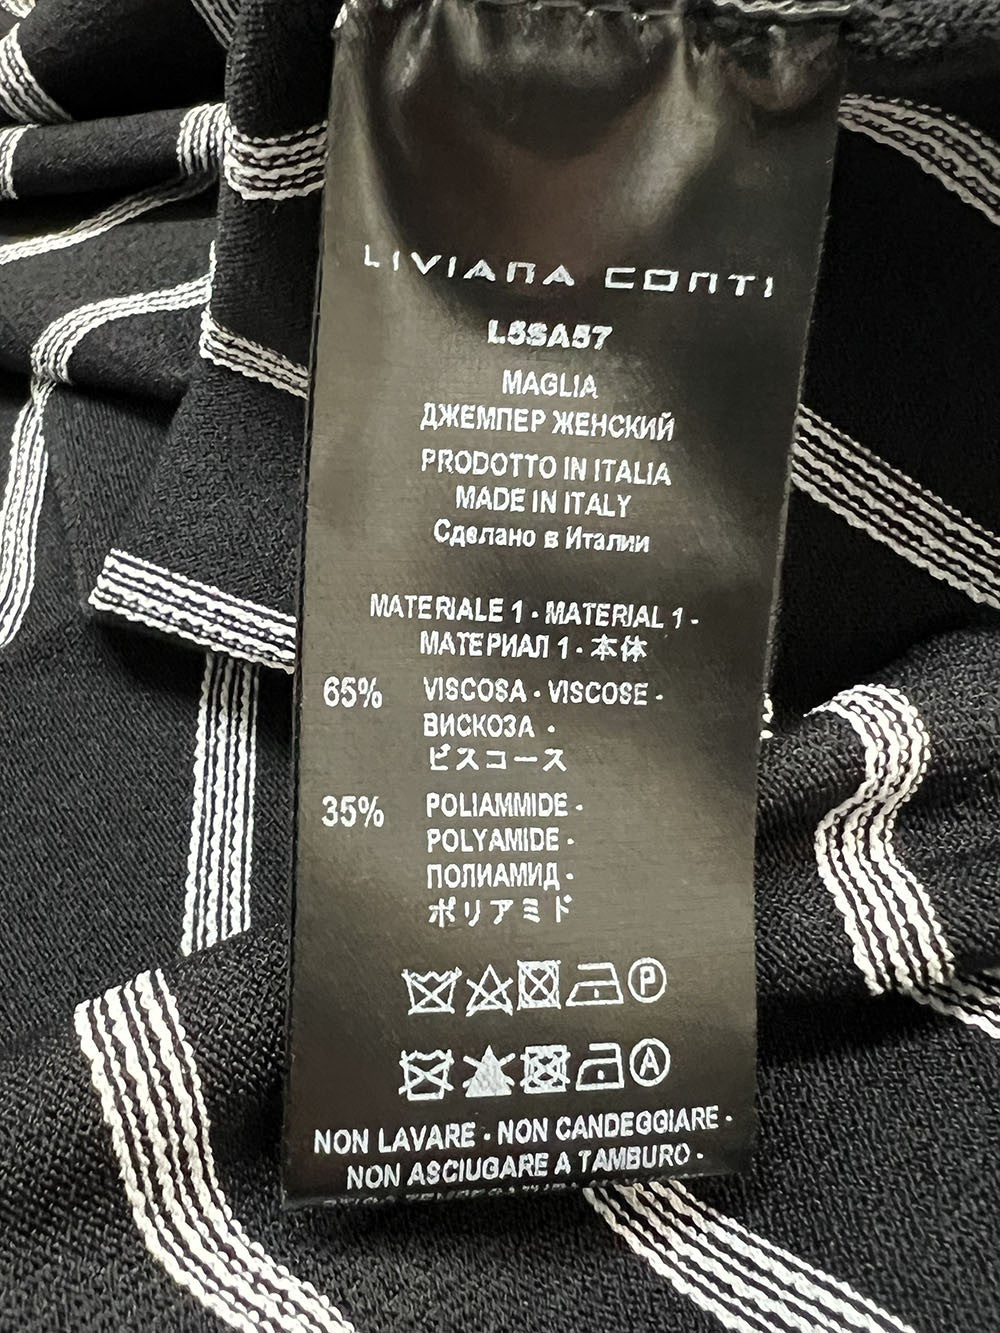 LIVIANA CONTI
L5SA57
MAGLIA
ДЖЕМПЕР ЖЕНСКИЙ
PRODOTTO IN ITALIA
MADE IN ITALY
Сделано в Италии
MATERIALE 1 · MATERIAL 1 ·
МАТЕРИАЛ 1 · 本体
65% VISCOSA · VISCOSE ·
ВИСКОЗА ·
ビスコース
35% POLIAMMIDE ·
POLYAMIDE ·
ПОЛИАМИД ·
ポリアミド
P
A
NON LAVARE · NON CANDEGGIARE ·
NON ASCIUGARE A TAMBURO ·